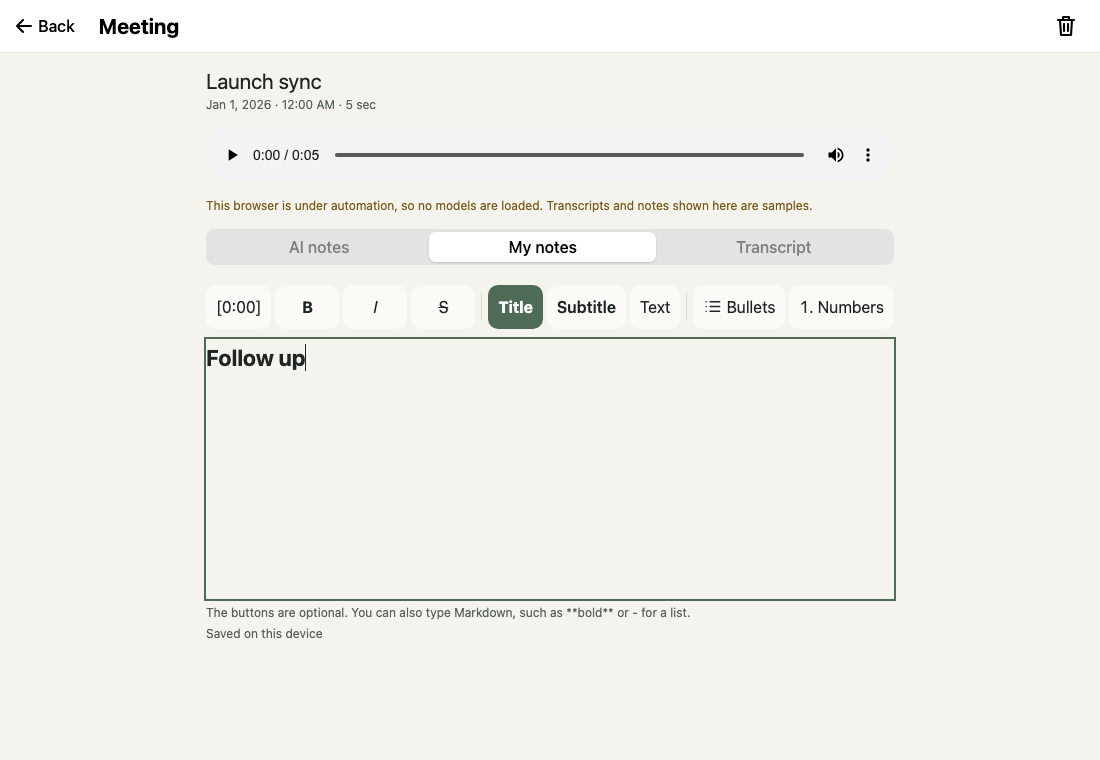 Back
Meeting
Launch sync
Jan 1, 2026 · 12:00 AM · 5 sec
0:00 / 0:05
This browser is under automation, so no models are loaded. Transcripts and notes shown here are samples.
AI notes My notes Transcript
[0:00] B I S Title Subtitle Text Bullets 1. Numbers
Follow up
The buttons are optional. You can also type Markdown, such as **bold** or - for a list.
Saved on this device